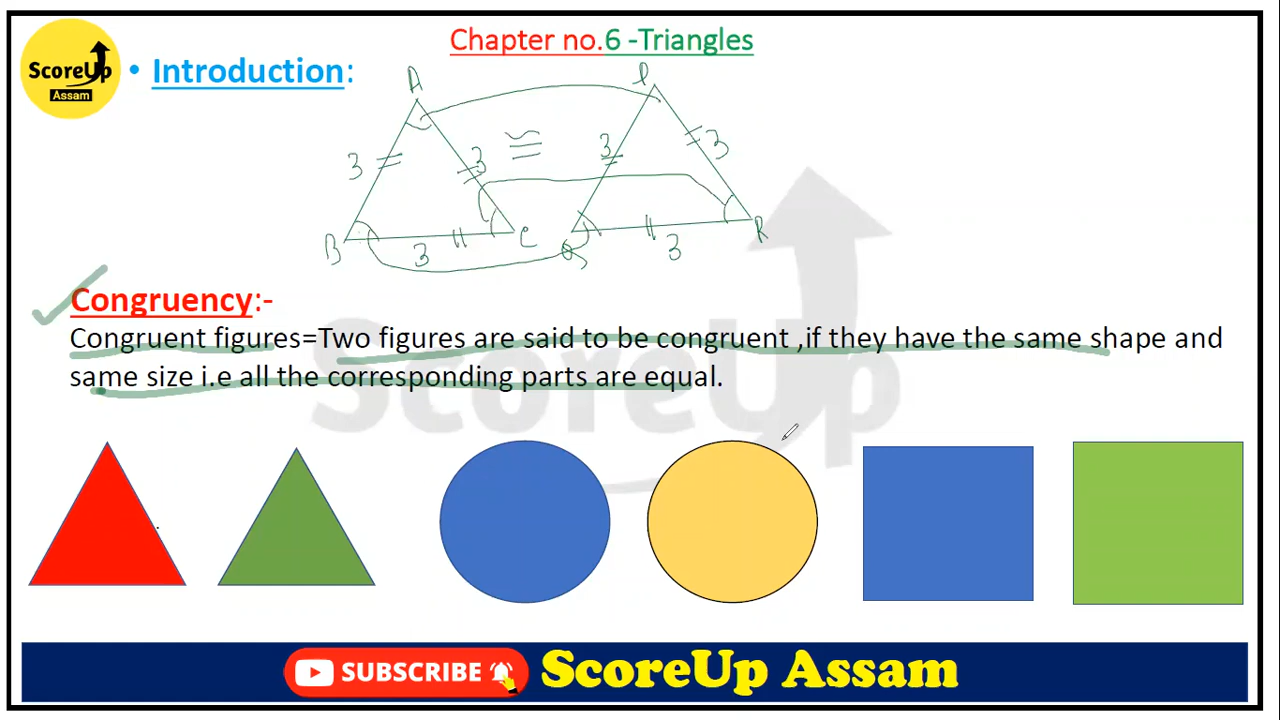 Chapter no.6 -Triangles
ScoreUp
Assam
• Introduction:
A
P
3
3
≅
3
3
B
3
C
Q
3
R
Congruency:-
Congruent figures=Two figures are said to be congruent ,if they have the same shape and
same size i.e all the corresponding parts are equal.
ScoreUp
SUBSCRIBE
ScoreUp Assam